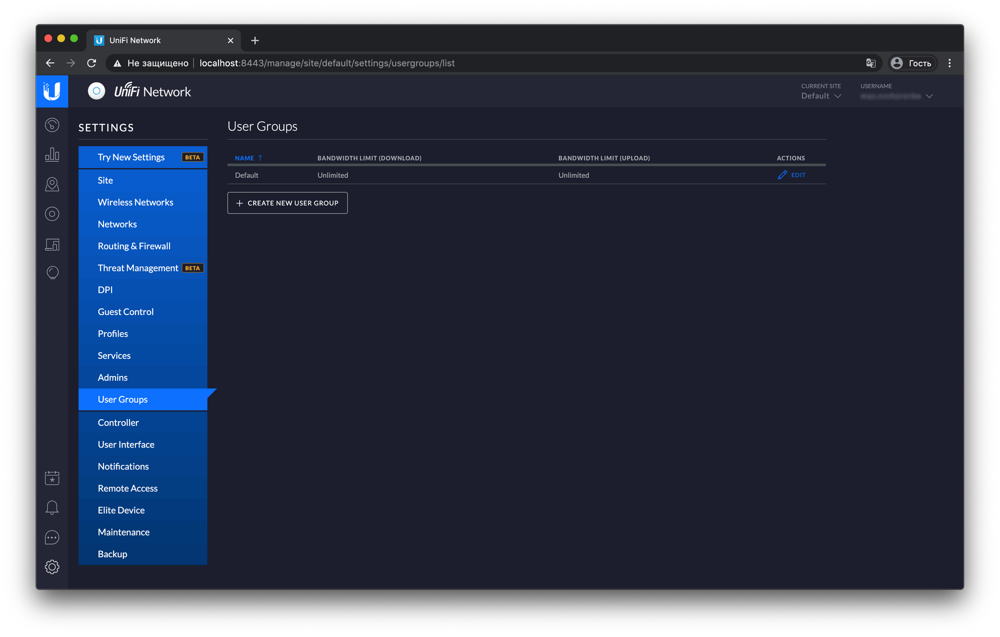 UniFi Network
Не защищено localhost:8443/manage/site/default/settings/usergroups/list Гость
UniFi Network
CURRENT SITE
Default
USERNAME
SETTINGS
Try New Settings BETA
Site
Wireless Networks
Networks
Routing & Firewall
Threat Management BETA
DPI
Guest Control
Profiles
Services
Admins
User Groups
Controller
User Interface
Notifications
Remote Access
Elite Device
Maintenance
Backup
User Groups
NAME BANDWIDTH LIMIT (DOWNLOAD) BANDWIDTH LIMIT (UPLOAD) ACTIONS
Default Unlimited Unlimited EDIT
CREATE NEW USER GROUP